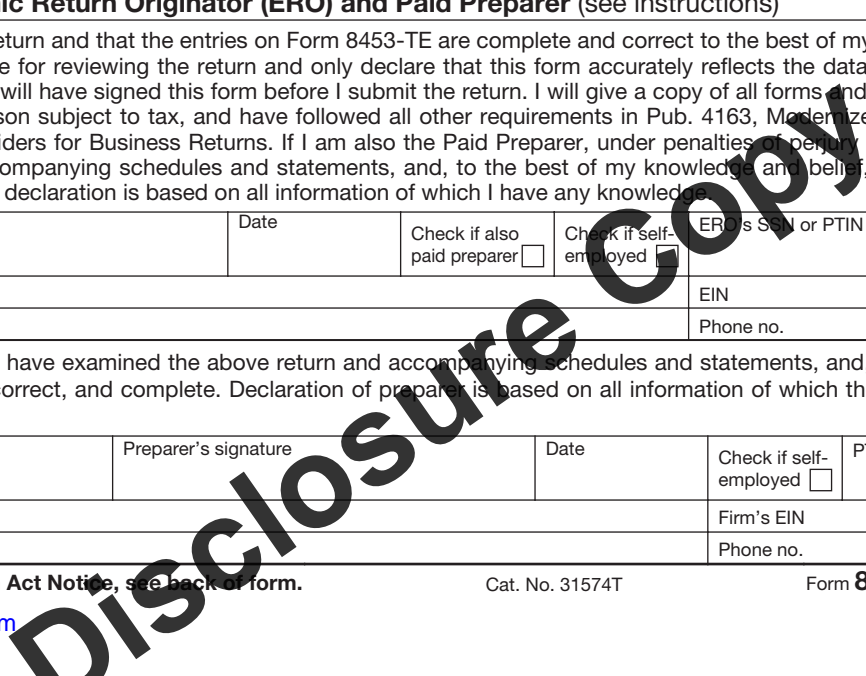 ic Return Originator (ERO) and Paid Preparer (see instructions)
eturn and that the entries on Form 8453-TE are complete and correct to the best of my
e for reviewing the return and only declare that this form accurately reflects the data
will have signed this form before I submit the return. I will give a copy of all forms and
son subject to tax, and have followed all other requirements in Pub. 4163, Modernize
iders for Business Returns. If I am also the Paid Preparer, under penalties of perjury
ompanying schedules and statements, and, to the best of my knowledge and belief,
declaration is based on all information of which I have any knowledge.
Date
Check if also
paid preparer
Check if self-
employed
ERO's SSN or PTIN
EIN
Phone no.
have examined the above return and accompanying schedules and statements, and
orrect, and complete. Declaration of preparer is based on all information of which th
Preparer's signature
Date
Check if self-
employed
PT
Firm's EIN
Phone no.
Act Notice, see back of form.
Cat. No. 31574T
Form 8
m
Disclosure Copy